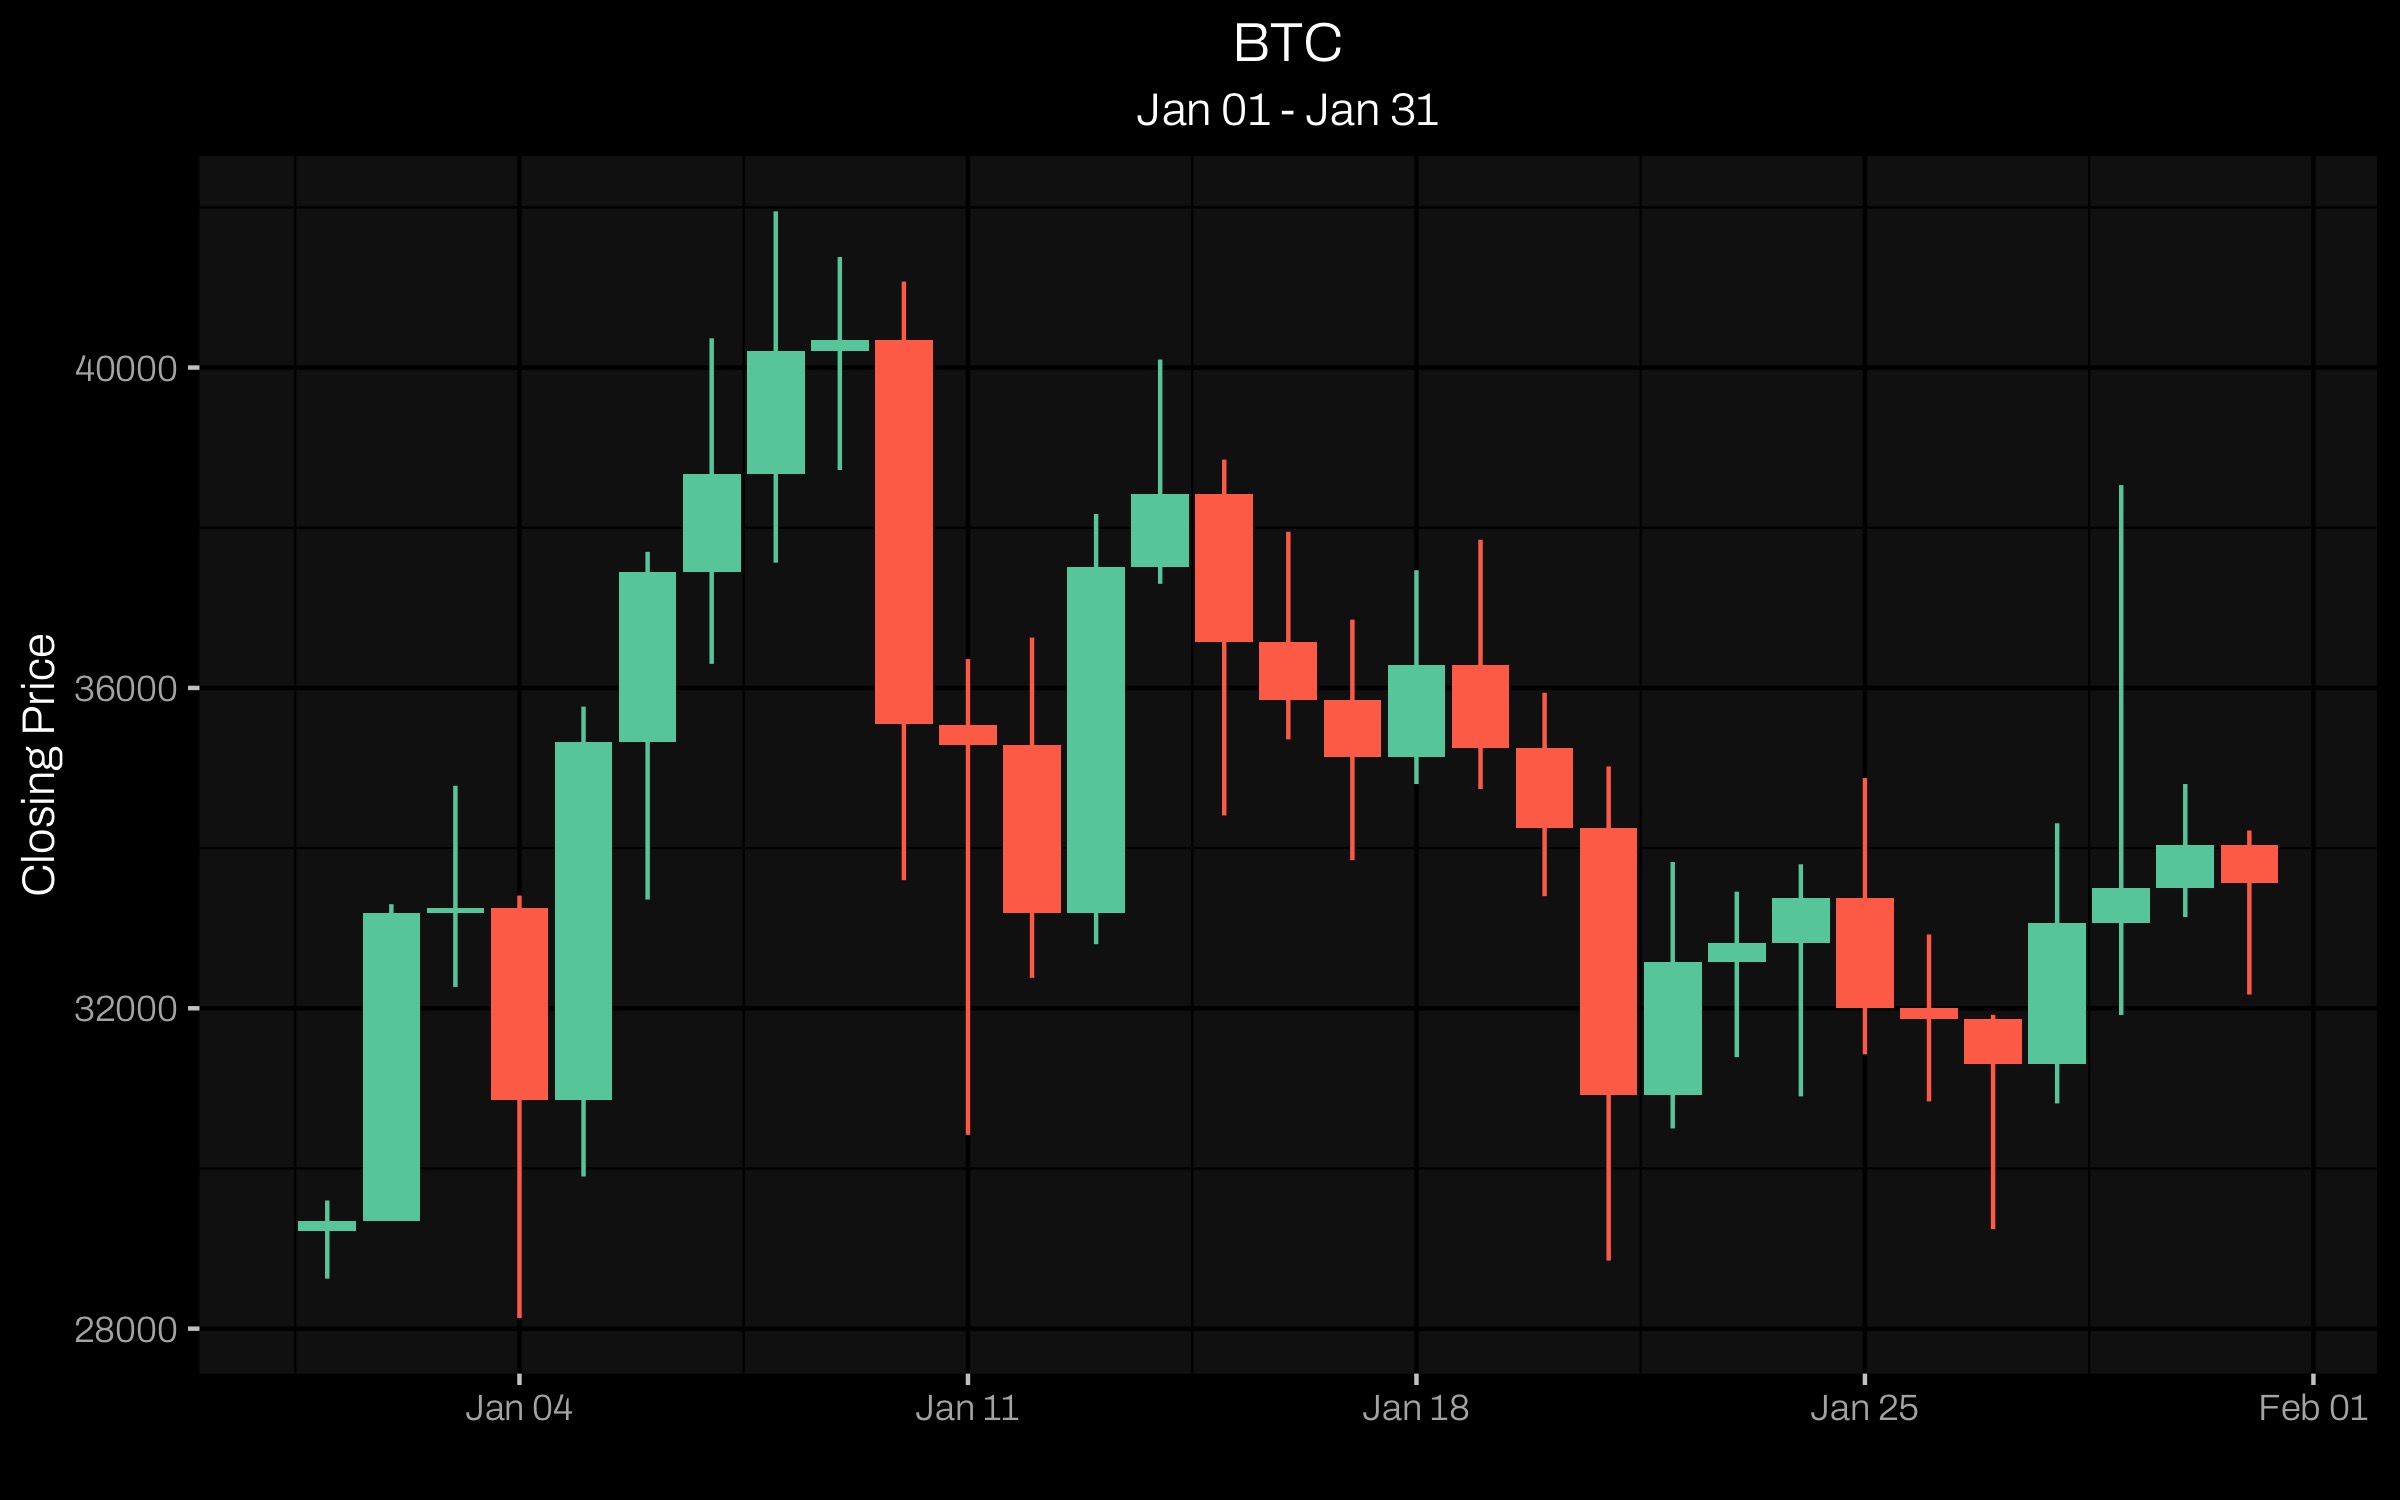 BTC
Jan 01 - Jan 31
Closing Price
40000
36000
32000
28000
Jan 04
Jan 11
Jan 18
Jan 25
Feb 01